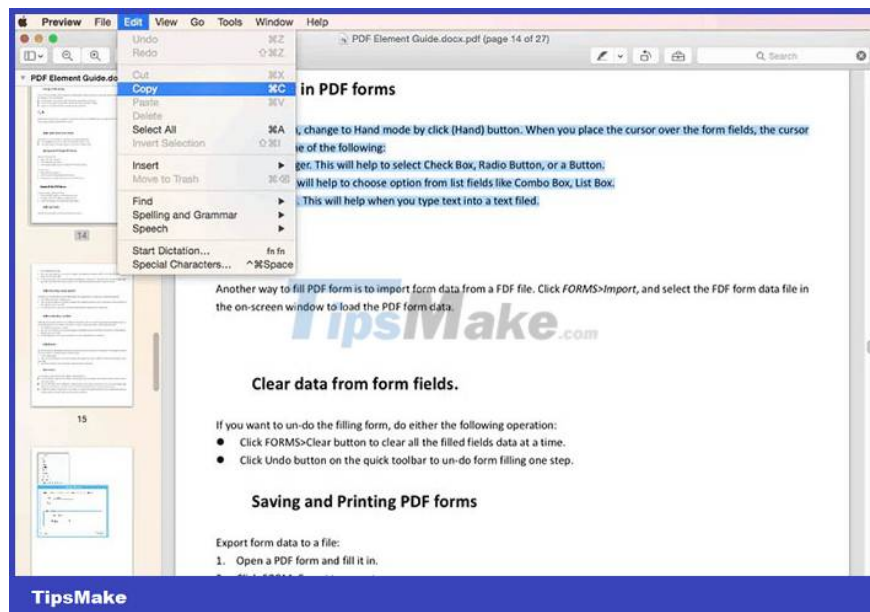 Preview File Edit View Go Tools Window Help
PDF Element Guide.docx.pdf (page 14 of 27)
Search
PDF Element Guide.do
Undo ⌘Z
Redo ⇧⌘Z
Cut ⌘X
Copy ⌘C
Paste ⌘V
Delete
Select All ⌘A
Invert Selection ⇧⌘I
Insert
Move to Trash ⌘⌫
Find
Spelling and Grammar
Speech
Start Dictation... fn fn
Special Characters... ^⌘Space
14
15
in PDF forms
, change to Hand mode by click (Hand) button. When you place the cursor over the form fields, the cursor
e of the following:
ger. This will help to select Check Box, Radio Button, or a Button.
will help to choose option from list fields like Combo Box, List Box.
. This will help when you type text into a text filed.
Another way to fill PDF form is to import form data from a FDF file. Click FORMS>Import, and select the FDF form data file in
the on-screen window to load the PDF form data.
TipsMake.com
Clear data from form fields.
If you want to un-do the filling form, do either the following operation:
● Click FORMS>Clear button to clear all the filled fields data at a time.
● Click Undo button on the quick toolbar to un-do form filling one step.
Saving and Printing PDF forms
Export form data to a file:
1. Open a PDF form and fill it in.
TipsMake